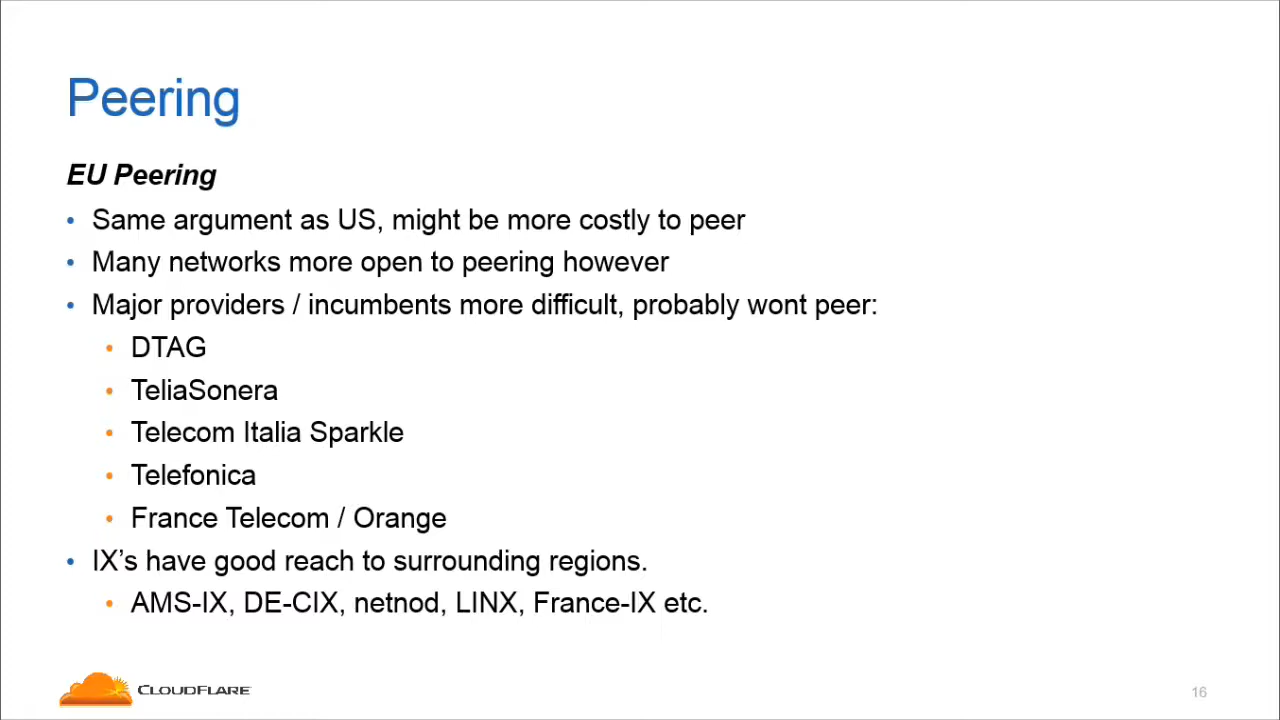 Peering
EU Peering
• Same argument as US, might be more costly to peer
• Many networks more open to peering however
• Major providers / incumbents more difficult, probably wont peer:
• DTAG
• TeliaSonera
• Telecom Italia Sparkle
• Telefonica
• France Telecom / Orange
• IX’s have good reach to surrounding regions.
• AMS-IX, DE-CIX, netnod, LINX, France-IX etc.
CLOUDFLARE
16